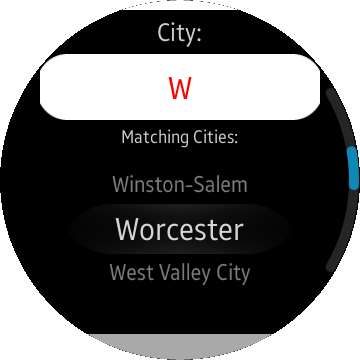 City:
W
Matching Cities:
Winston-Salem
Worcester
West Valley City